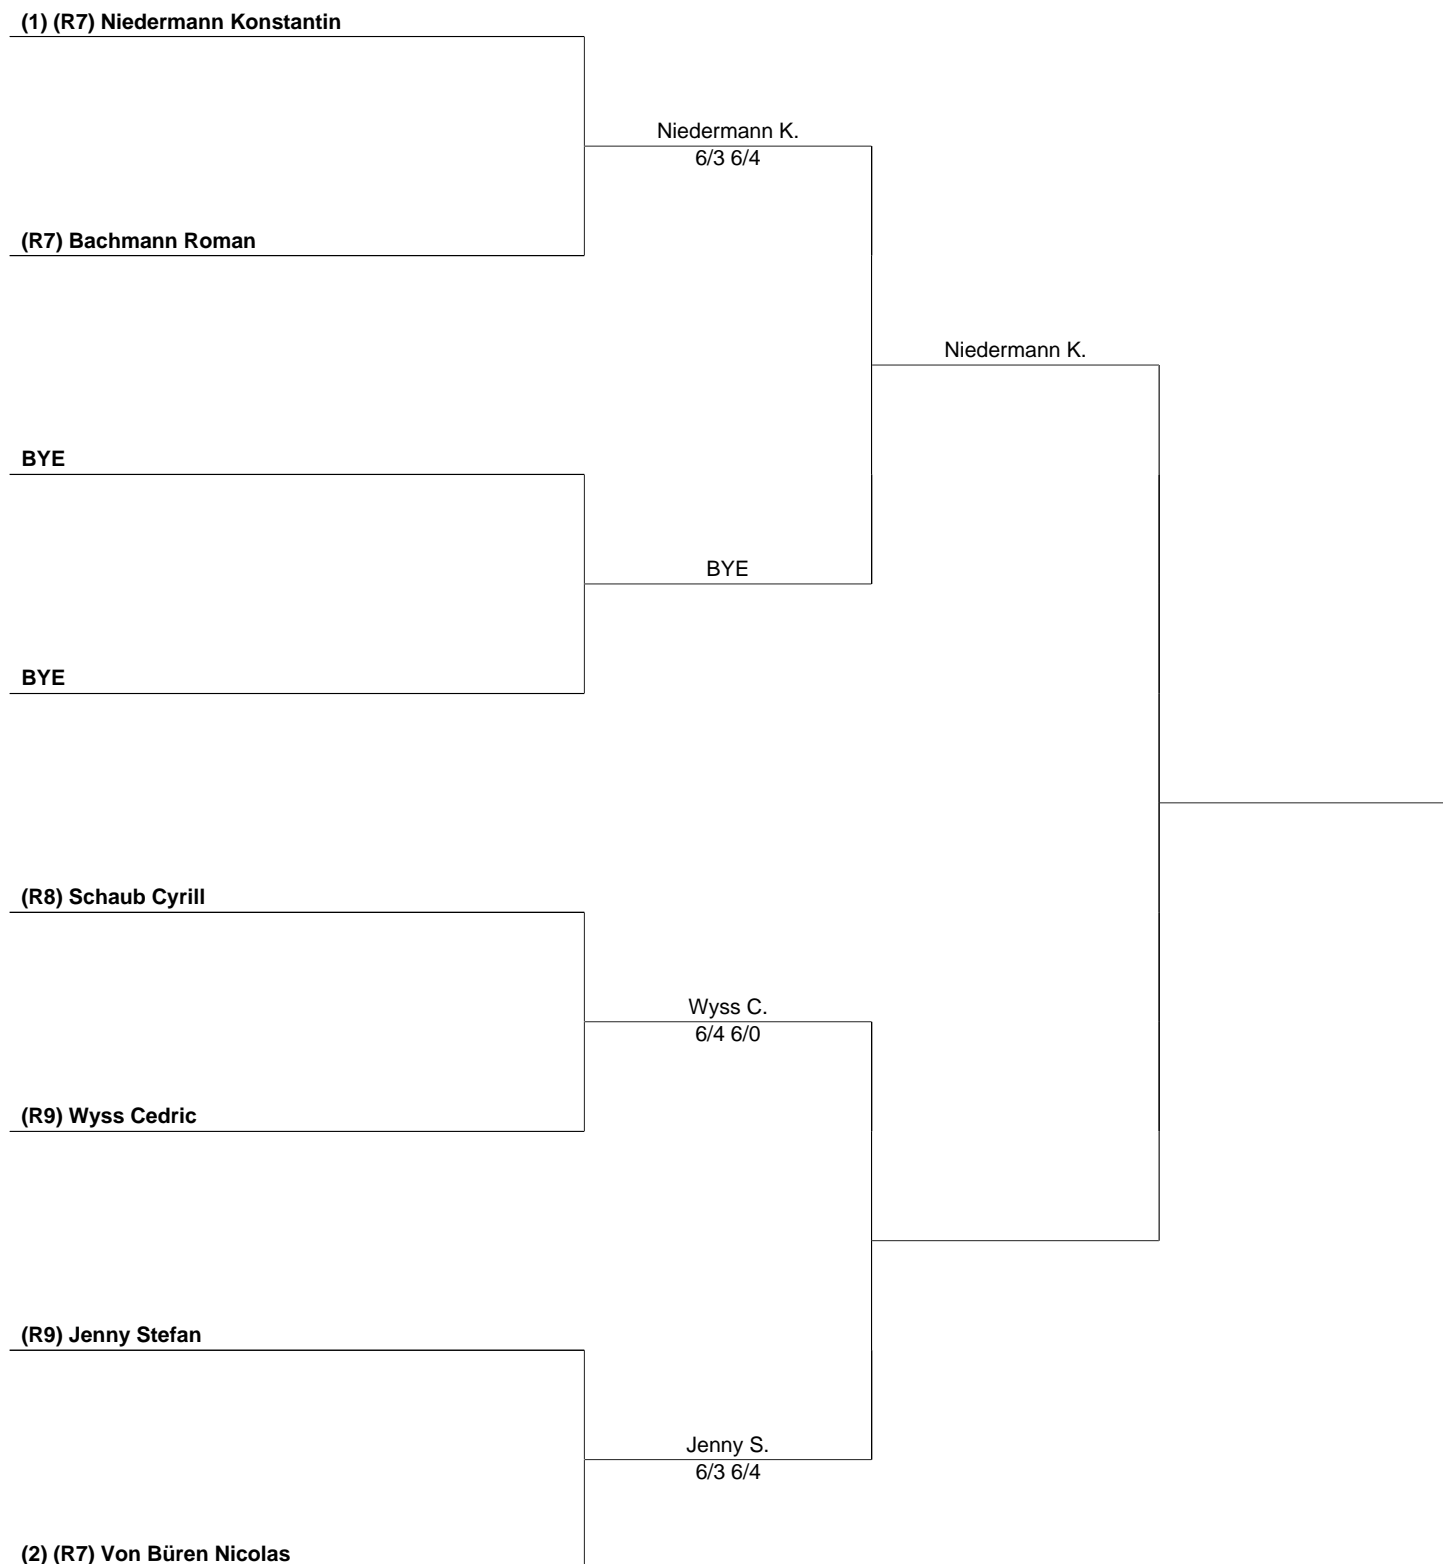 (1) (R7) Niedermann Konstantin
Niedermann K.
6/3 6/4
(R7) Bachmann Roman
Niedermann K.
BYE
BYE
BYE
(R8) Schaub Cyrill
Wyss C.
6/4 6/0
(R9) Wyss Cedric
(R9) Jenny Stefan
Jenny S.
6/3 6/4
(2) (R7) Von Büren Nicolas